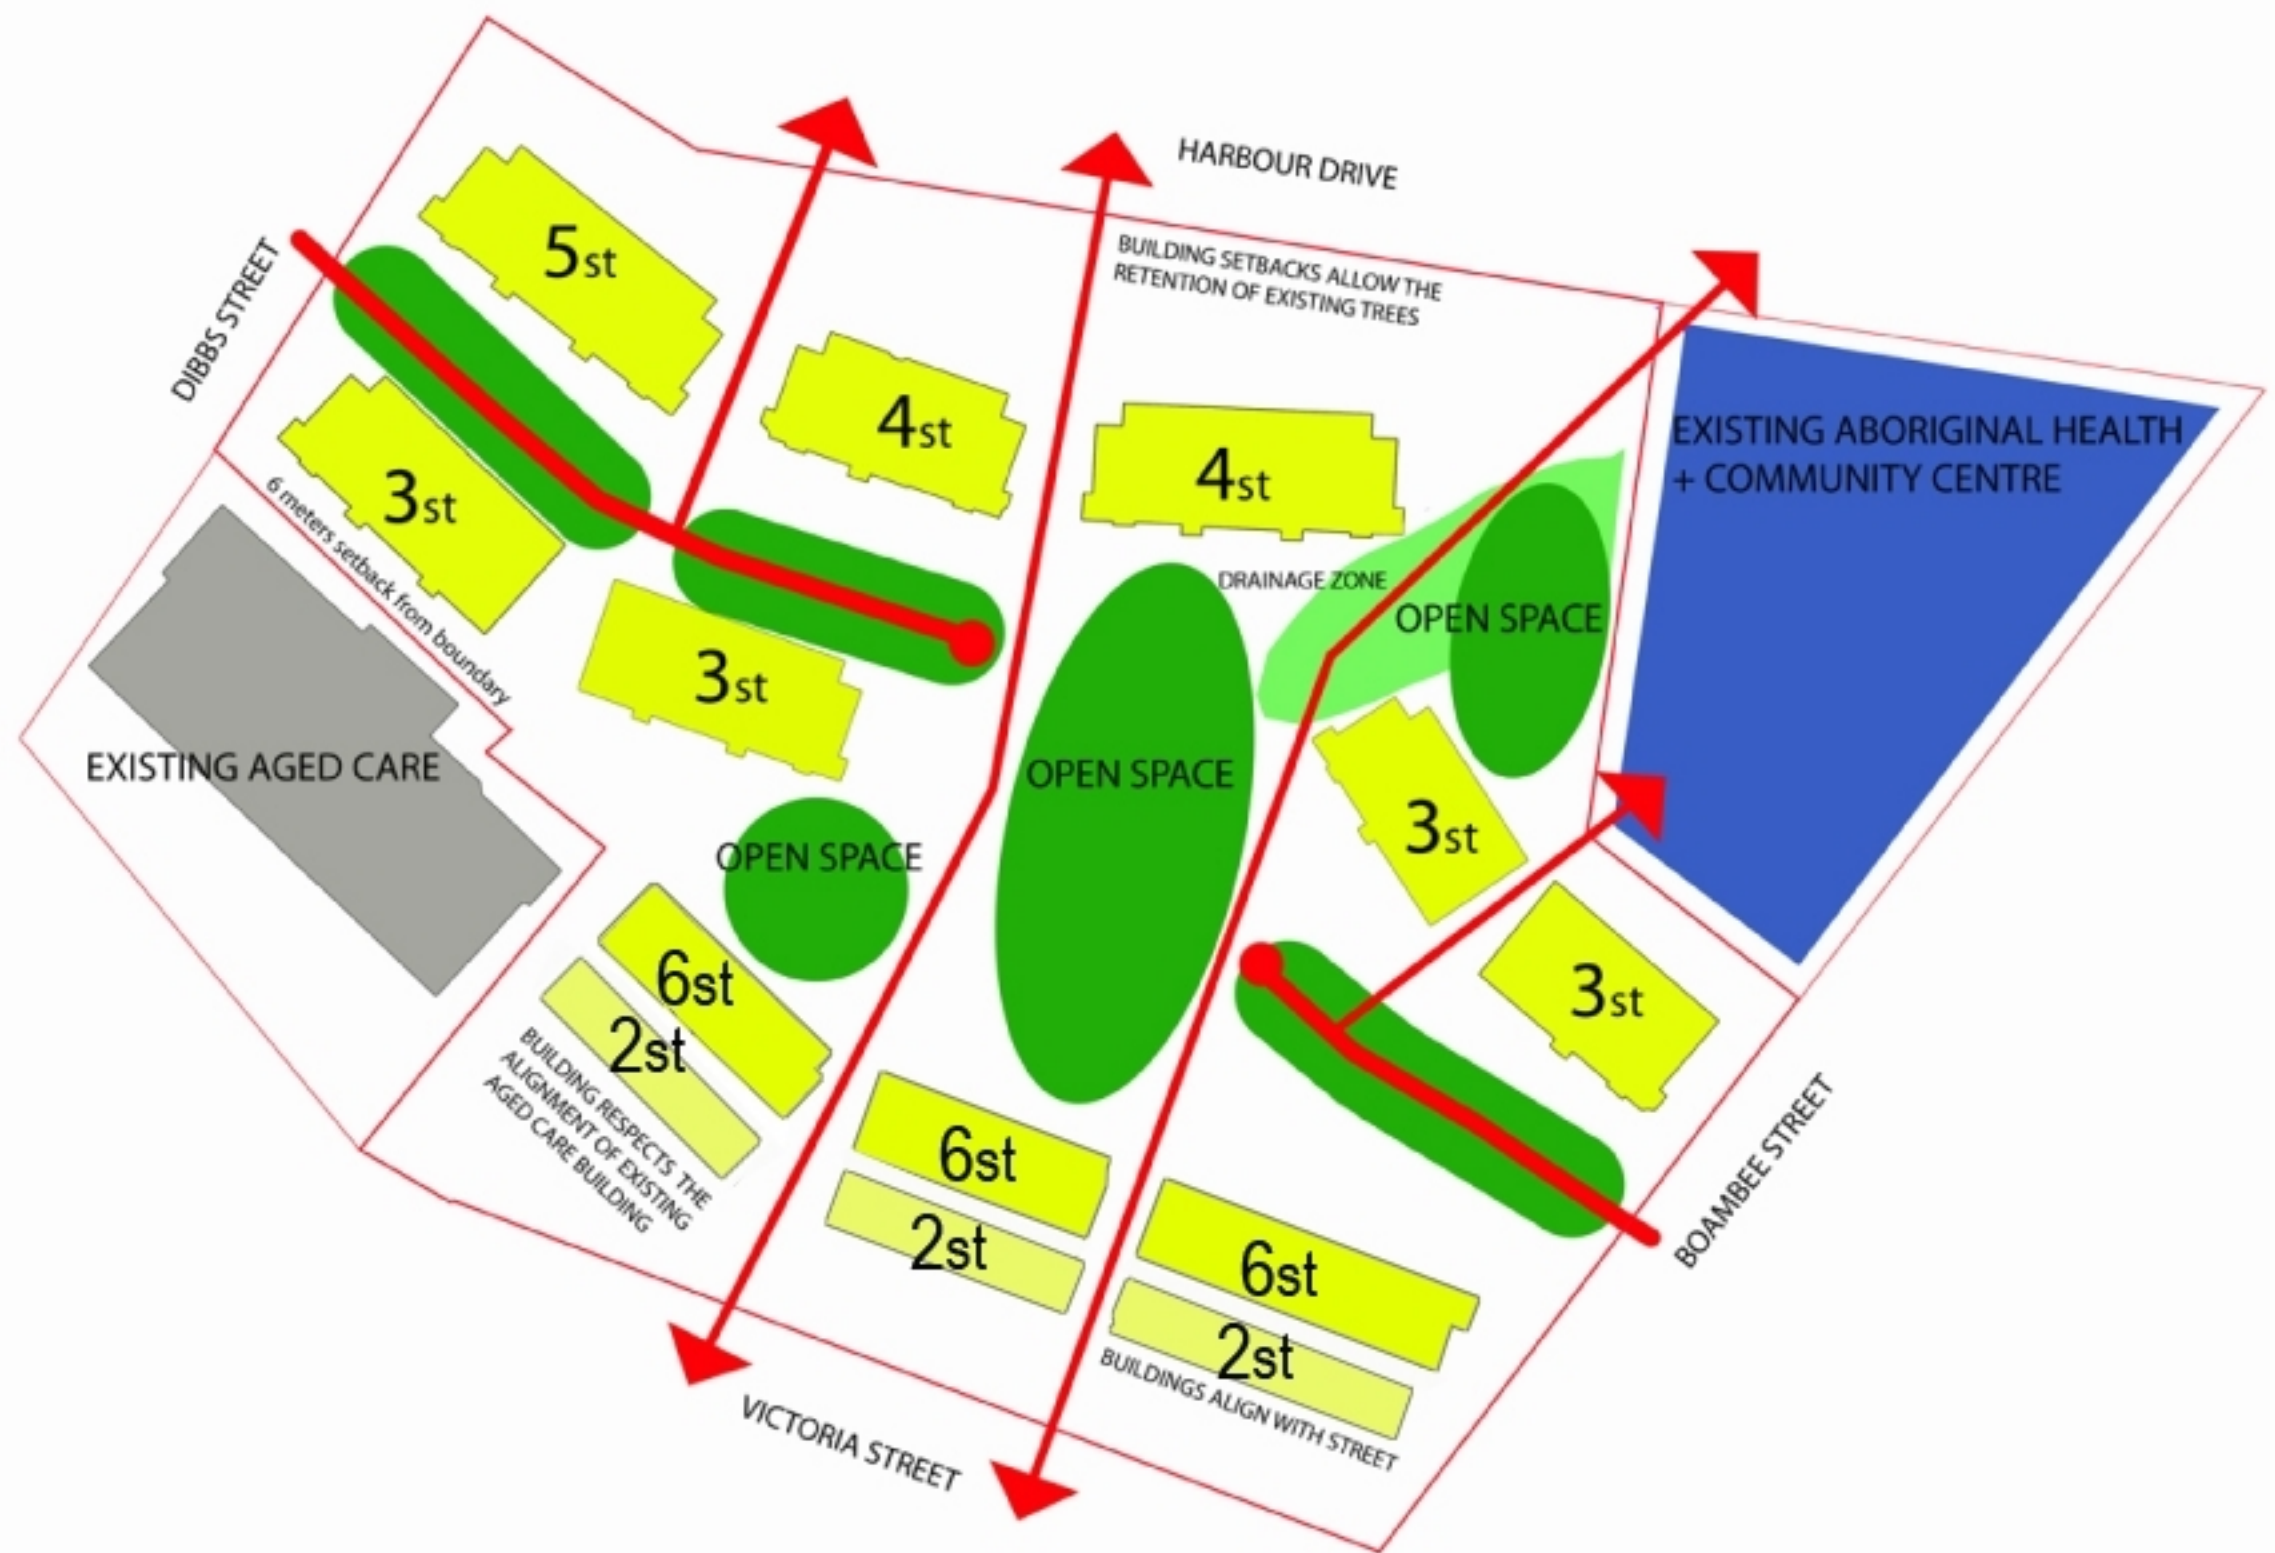 HARBOUR DRIVE
BUILDING SETBACKS ALLOW THE
RETENTION OF EXISTING TREES
DIBBS STREET
5st
4st
4st
3st
6 meters setback from boundary
EXISTING ABORIGINAL HEALTH
+ COMMUNITY CENTRE
DRAINAGE ZONE
OPEN SPACE
3st
EXISTING AGED CARE
OPEN SPACE
OPEN SPACE
3st
3st
6st
2st
BUILDING RESPECTS THE
ALIGNMENT OF EXISTING
AGED CARE BUILDING
6st
2st
6st
2st
BUILDINGS ALIGN WITH STREET
BOAMBEE STREET
VICTORIA STREET